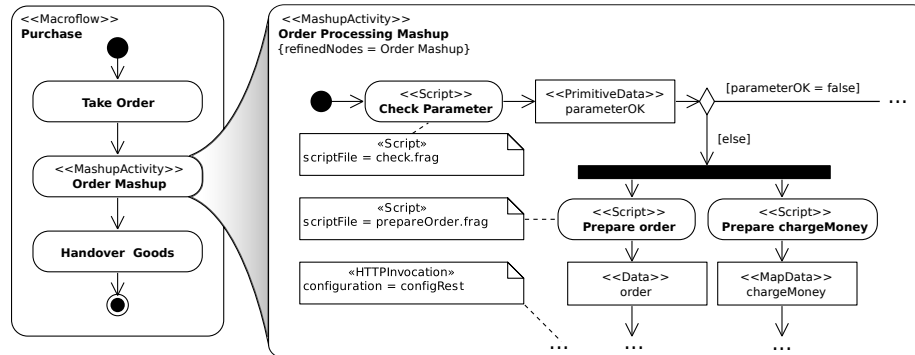 <<Macroflow>>
Purchase
Take Order
<<MashupActivity>>
Order Mashup
Handover Goods
<<MashupActivity>>
Order Processing Mashup
{refinedNodes = Order Mashup}
<<Script>>
Check Parameter
<<PrimitiveData>>
parameterOK
[parameterOK = false]
...
[else]
«Script»
scriptFile = check.frag
«Script»
scriptFile = prepareOrder.frag
<<Script>>
Prepare order
<<Script>>
Prepare chargeMoney
«HTTPInvocation»
configuration = configRest
<<Data>>
order
<<MapData>>
chargeMoney
...
...
...